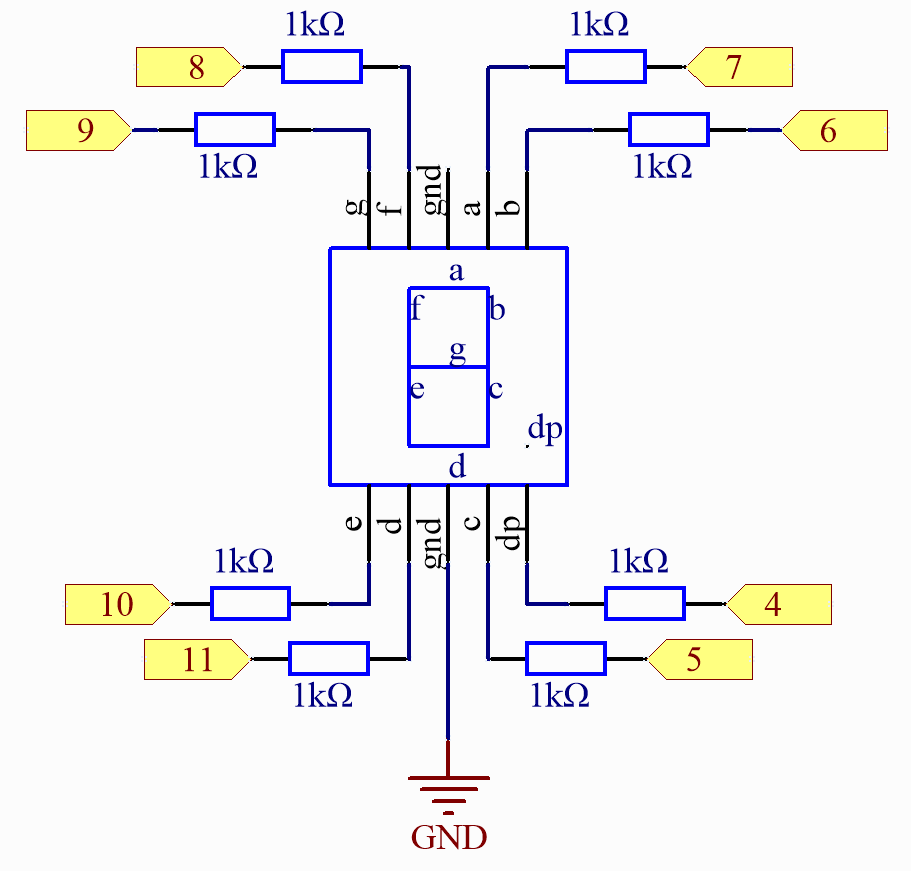 1kΩ 1kΩ
8 7
9 6
1kΩ 1kΩ
g f gnd a b
a
f b
g
e c
dp
d
e d gnd c dp
1kΩ 1kΩ
10 4
11 5
1kΩ 1kΩ
GND